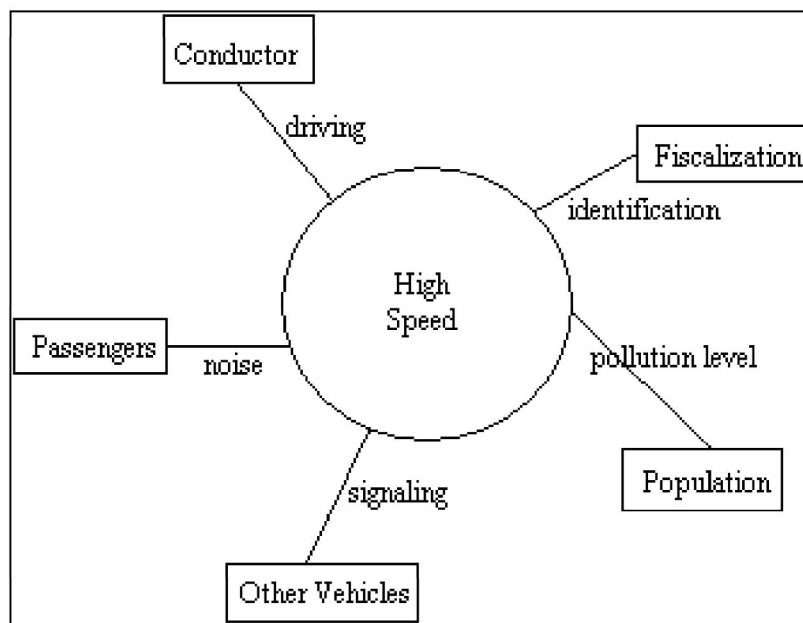 Conductor
driving
Fiscalization
identification
High
Speed
Passengers
noise
pollution level
Population
signaling
Other Vehicles